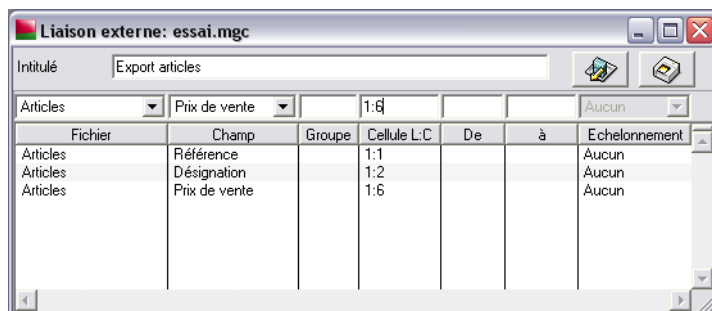 Liaison externe: essai.mgc
Intitulé Export articles
Articles Prix de vente 1:6 Aucun
Fichier Champ Groupe Cellule L:C De à Echelonnement
Articles Référence 1:1 Aucun
Articles Désignation 1:2 Aucun
Articles Prix de vente 1:6 Aucun